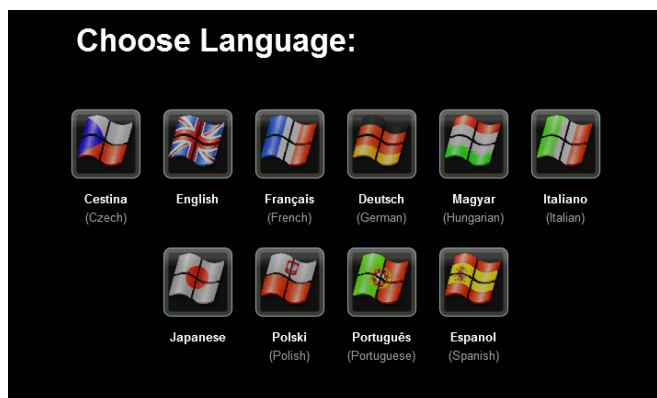 Choose Language:
Cestina English Français Deutsch Magyar Italiano
(Czech) (French) (German) (Hungarian) (Italian)
Japanese Polski Português Espanol
(Polish) (Portuguese) (Spanish)